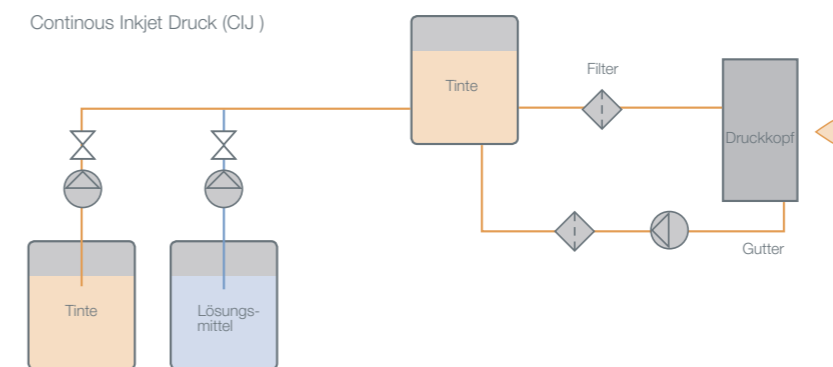 Continous Inkjet Druck (CIJ )
Tinte
Filter
Druckkopf
Gutter
Tinte
Lösungs-
mittel